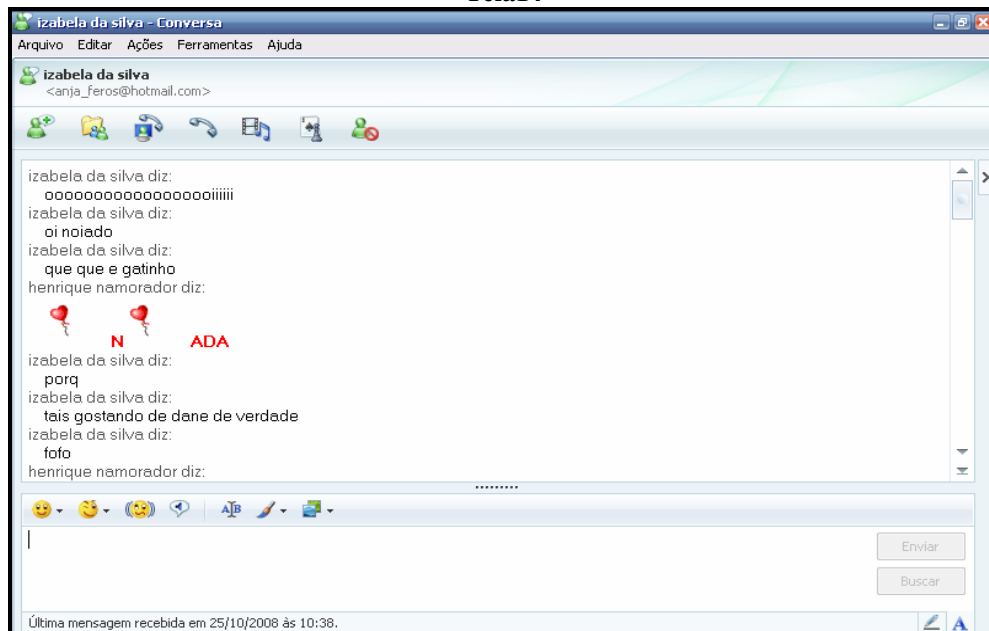 izabela da silva - Conversa
Arquivo Editar Ações Ferramentas Ajuda
izabela da silva
<anja_feros@hotmail.com>
izabela da silva diz:
oooooooooooooooooiiiiii
izabela da silva diz:
oi noiado
izabela da silva diz:
que que e gatinho
henrique namorador diz:
N ADA
izabela da silva diz:
porq
izabela da silva diz:
tais gostando de dane de verdade
izabela da silva diz:
fofo
henrique namorador diz:
Enviar
Buscar
Última mensagem recebida em 25/10/2008 às 10:38.